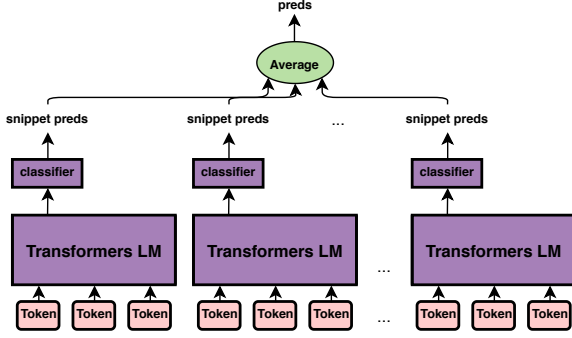 preds
Average
snippet preds snippet preds ... snippet preds
classifier classifier classifier
Transformers LM Transformers LM Transformers LM
...
Token Token Token Token Token Token ... Token Token Token